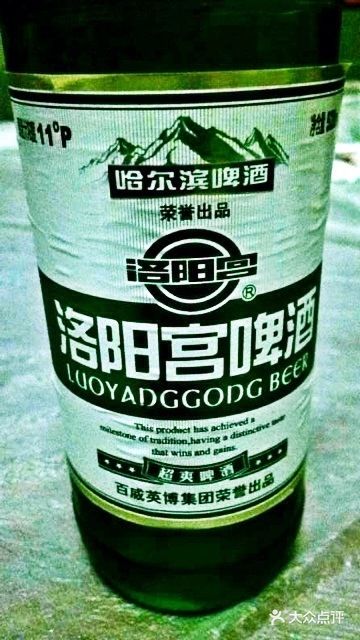 11°P
哈尔滨啤酒
荣誉出品
洛阳宫
®
洛阳宫啤酒
LUOYANGGONG BEER
This product has achieved a
milestone of tradition,having a distinctive taste
that wins and gains.
超爽啤酒
百威英博集团荣誉出品
大众点评